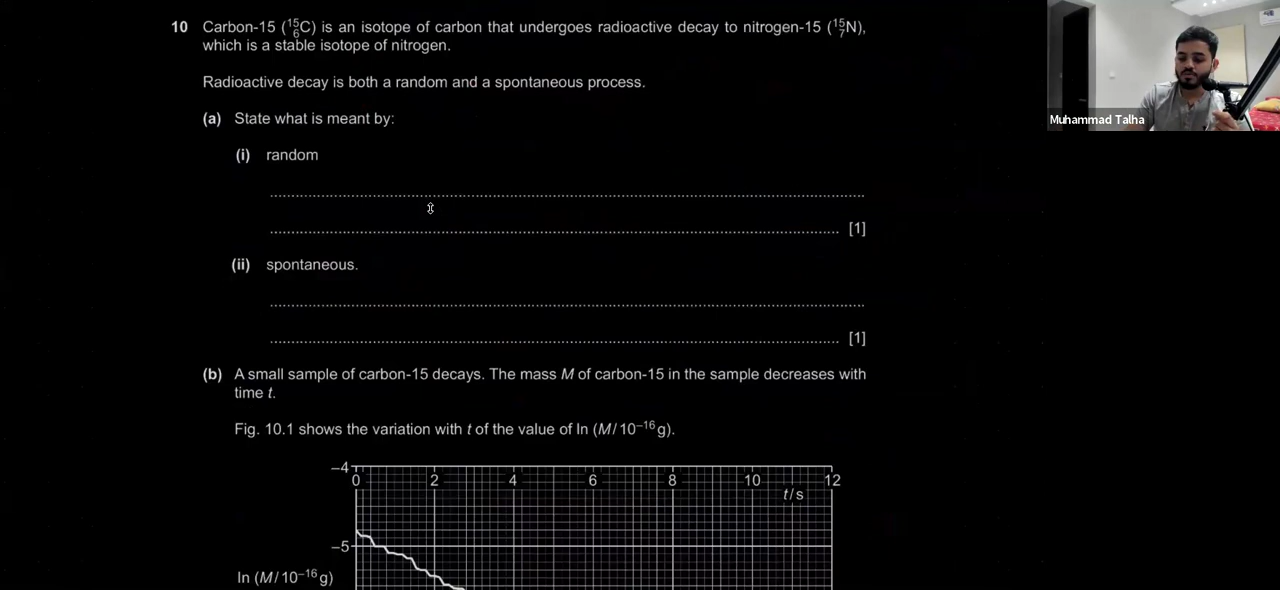 10 Carbon-15 (¹⁵₆C) is an isotope of carbon that undergoes radioactive decay to nitrogen-15 (¹⁵₇N),
which is a stable isotope of nitrogen.
Muhammad Talha
Radioactive decay is both a random and a spontaneous process.
(a) State what is meant by:
(i) random
[1]
(ii) spontaneous.
[1]
(b) A small sample of carbon-15 decays. The mass M of carbon-15 in the sample decreases with
time t.
Fig. 10.1 shows the variation with t of the value of ln (M/10⁻¹⁶g).
–4
0 2 4 6 8 10 12
t/s
–5
ln (M/10⁻¹⁶g)